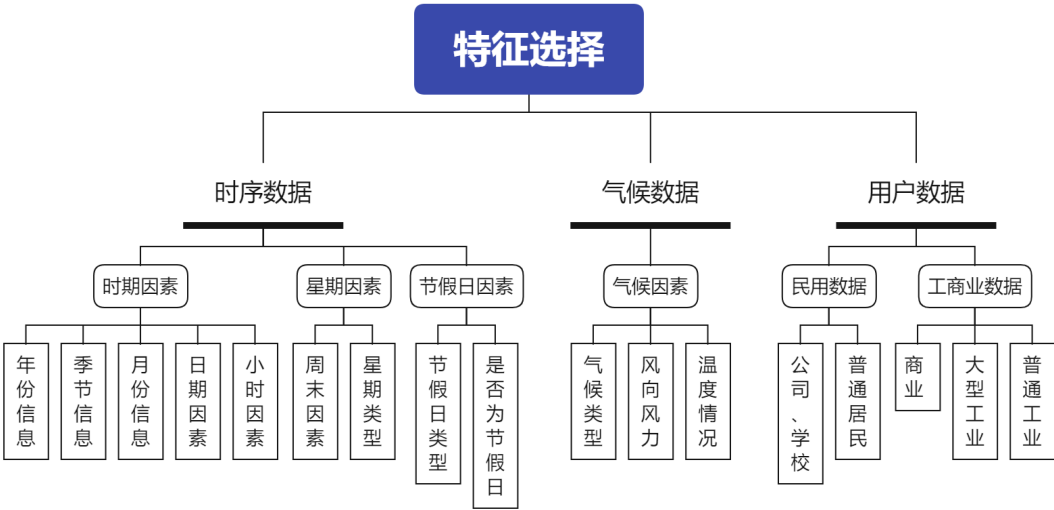 特征选择
时序数据
气候数据
用户数据
时期因素
星期因素
节假日因素
气候因素
民用数据
工商业数据
年份信息
季节信息
月份信息
日期因素
小时因素
周末因素
星期类型
节假日类型
是否为节假日
气候类型
风向风力
温度情况
公司、学校
普通居民
商业
大型工业
普通工业